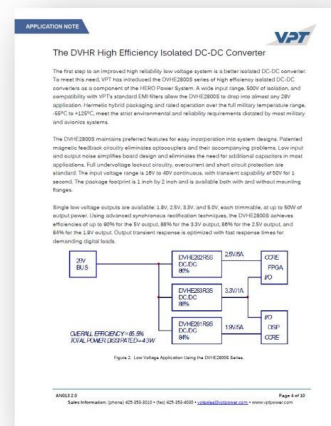 APPLICATION NOTE
VPT
The DVHR High Efficiency Isolated DC-DC Converter
The first step to an improved high reliability low voltage system is a better isolated DC-DC converter.
To meet this need, VPT has introduced the DVHE2800S series of high efficiency isolated DC-DC
converters as a component of the HERO Power System. A wide input range, 500V of isolation, and
compatibility with VPT's standard EMI filters allow the DVHE2800S to drop into almost any 28V
application. Hermetic hybrid packaging and rated operation over the full military temperature range,
-55°C to +125°C, meet the strict environmental and reliability requirements dictated by most military
and avionics systems.
The DVHE2800S maintains preferred features for easy incorporation into system designs. Patented
magnetic feedback circuitry eliminates optocouplers and their accompanying problems. Low input
and output noise simplifies board design and eliminates the need for additional capacitors in most
applications. Full undervoltage lockout circuitry, overcurrent and short circuit protection are
standard. The input voltage range is 16V to 40V continuous, with transient capability of 50V for 1
second. The package footprint is 1 inch by 2 inch and is available both with and without mounting
flanges.
Single low voltage outputs are available: 1.8V, 2.5V, 3.3V, and 5.0V, each trimmable, at up to 50W of
output power. Using advanced synchronous rectification techniques, the DVHE2800S achieves
efficiencies of up to 90% for the 5V output, 88% for the 3.3V output, 86% for the 2.5V output, and
84% for the 1.8V output. Output transient response is optimized with fast response times for
demanding digital loads.
28V
BUS
DVHE282R5S
DC/DC
86%
2.5V/5A
CORE
FPGA
I/O
DVHE283R3S
DC/DC
88%
3.3V/1A
DVHE281R9S
DC/DC
86%
1.9V/5A
I/O
DSP
CORE
OVERALL EFFICIENCY = 85.5%
TOTAL POWER DISSIPATED = 4.3W
Figure 2. Low Voltage Application Using the DVHE2800S Series.
AN013 2.0
Page 4 of 10
Sales Information: (phone) 425-353-3010 • (fax) 425-353-4030 • vptsales@vptpower.com • www.vptpower.com